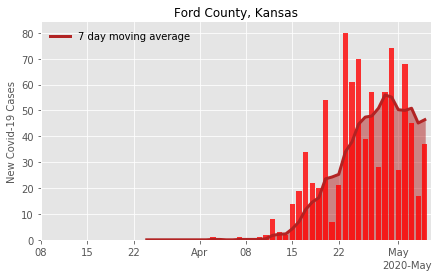 Ford County, Kansas
7 day moving average
New Covid-19 Cases
80
70
60
50
40
30
20
10
0
08 15 22 Apr 08 15 22 May
2020-May